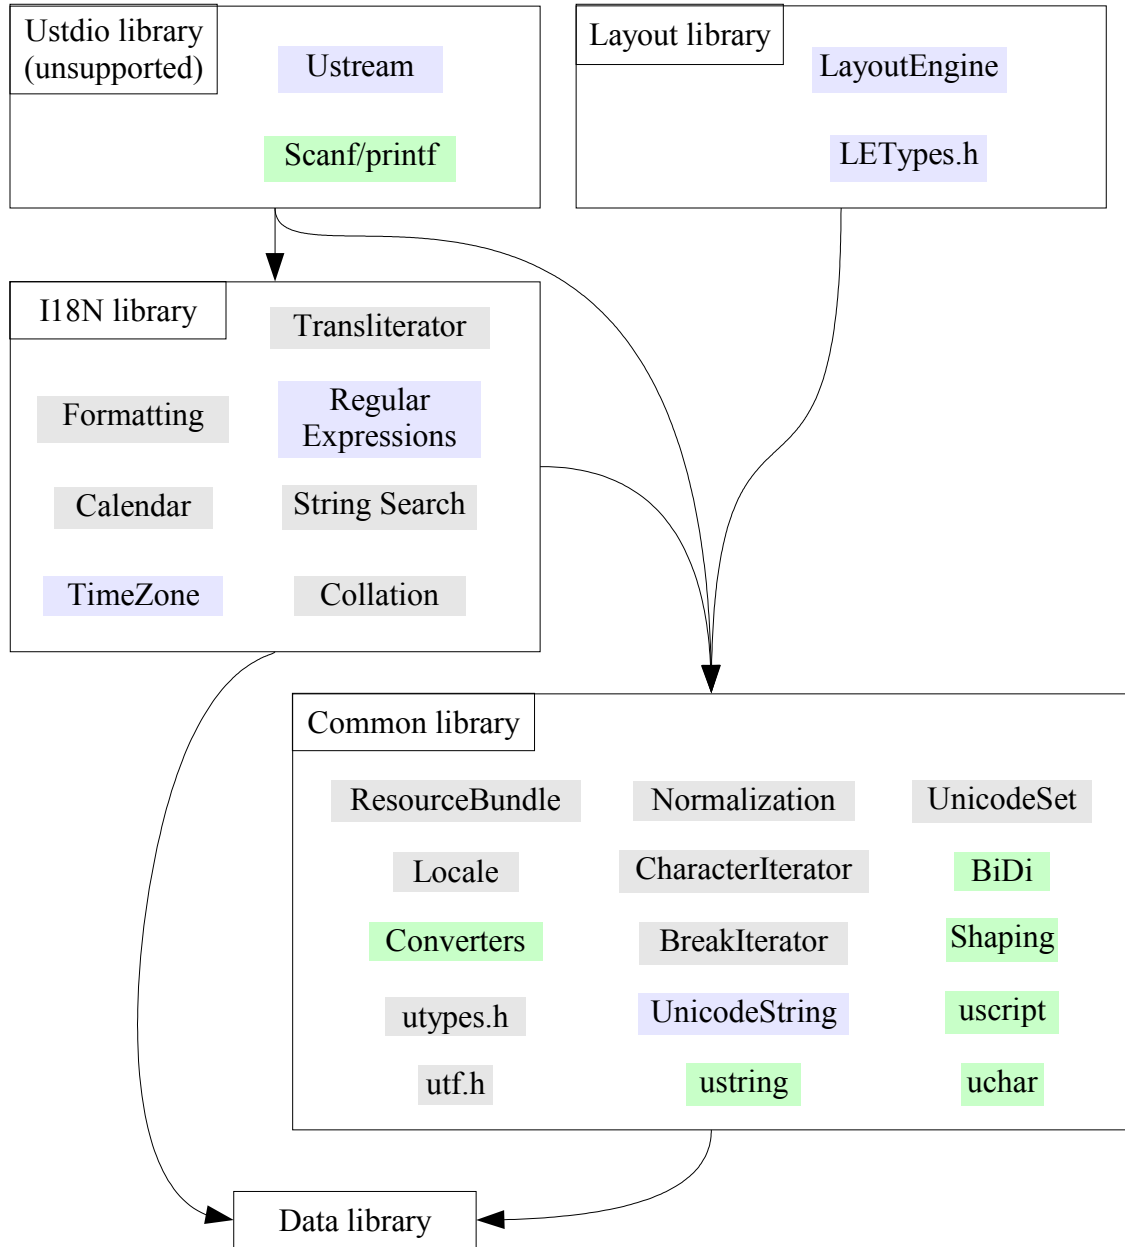 Ustdio library
(unsupported)
Ustream
Scanf/printf
Layout library
LayoutEngine
LETypes.h
I18N library
Transliterator
Formatting
Regular
Expressions
Calendar
String Search
TimeZone
Collation
Common library
ResourceBundle
Normalization
UnicodeSet
Locale
CharacterIterator
BiDi
Converters
BreakIterator
Shaping
utypes.h
UnicodeString
uscript
utf.h
ustring
uchar
Data library